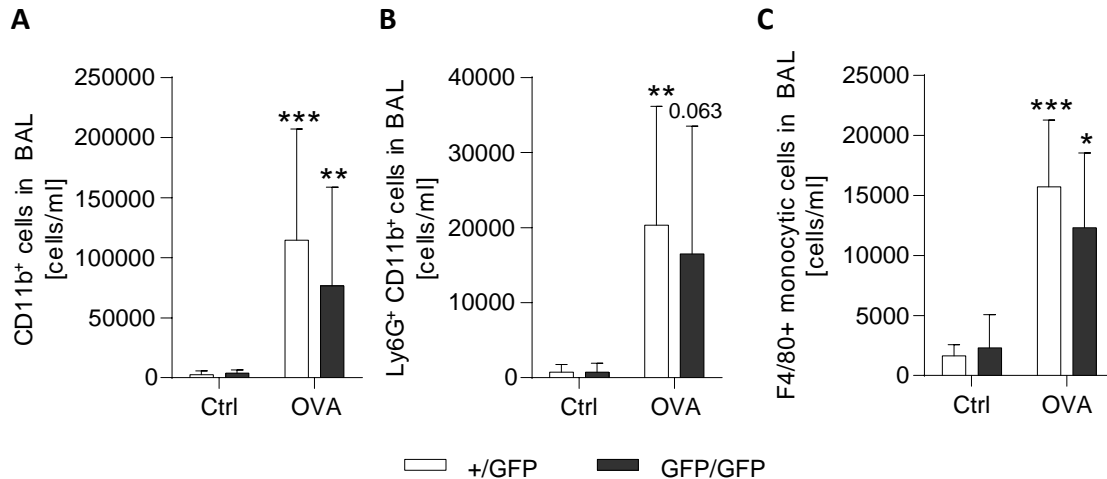 A
CD11b⁺ cells in BAL
[cells/ml]
250000
200000
150000
100000
50000
0
***
**
Ctrl
OVA
B
Ly6G⁺ CD11b⁺ cells in BAL
[cells/ml]
40000
30000
20000
10000
0
**
0.063
Ctrl
OVA
C
F4/80+ monocytic cells in BAL
[cells/ml]
25000
20000
15000
10000
5000
0
***
*
Ctrl
OVA
+/GFP
GFP/GFP